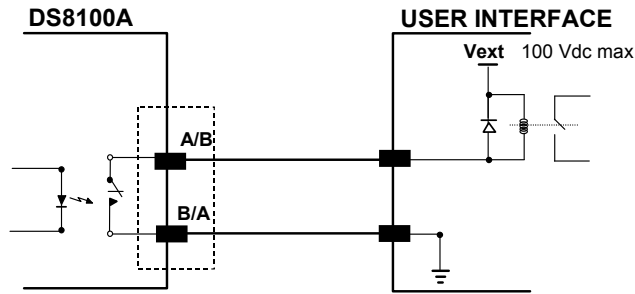 DS8100A
USER INTERFACE
Vext 100 Vdc max
A/B
B/A